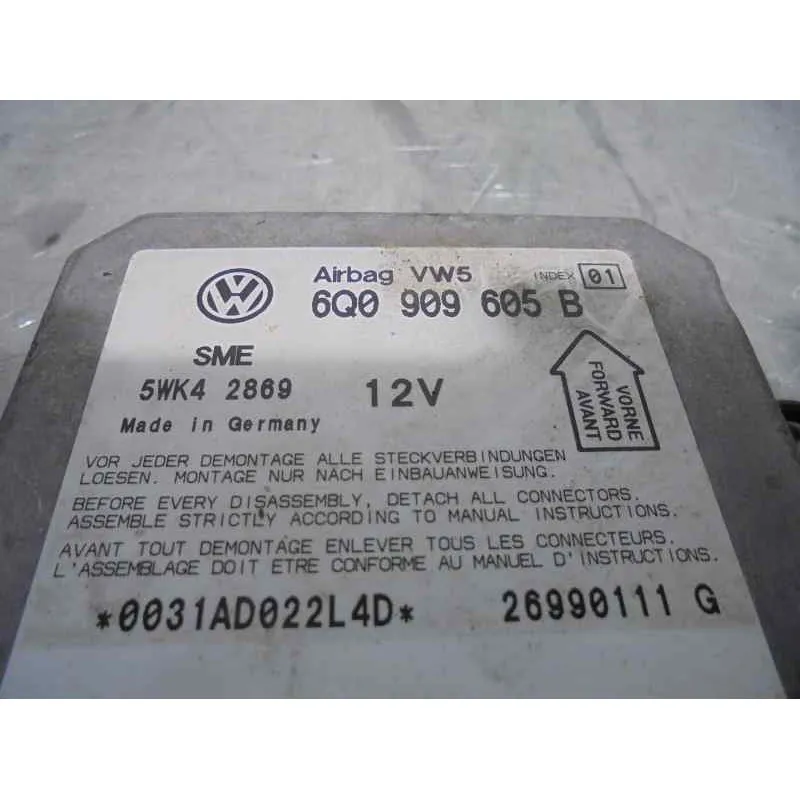 Airbag VW5 INDEX 01
6Q0 909 605 B
SME
5WK4 2869 12V
Made in Germany
VORNE
FORWARD
AVANT
VOR JEDER DEMONTAGE ALLE STECKVERBINDUNGEN
LOESEN. MONTAGE NUR NACH EINBAUANWEISUNG.
BEFORE EVERY DISASSEMBLY, DETACH ALL CONNECTORS.
ASSEMBLE STRICTLY ACCORDING TO MANUAL INSTRUCTIONS.
AVANT TOUT DEMONTAGE ENLEVER TOUS LES CONNECTEURS.
L'ASSEMBLAGE DOIT ETRE CONFORME AU MANUEL D'INSTRUCTIONS.
*0031AD022L4D* 26990111 G